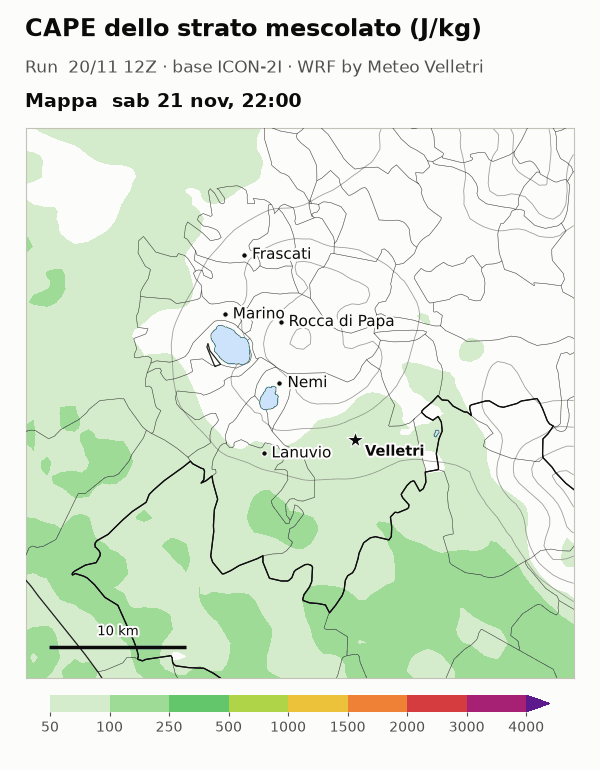 CAPE dello strato mescolato (J/kg)
Run  20/11 12Z · base ICON-2I · WRF by Meteo Velletri
Mappa  sab 21 nov, 22:00
Frascati
Marino
Rocca di Papa
Nemi
Velletri
Lanuvio
10 km
50 100 250 500 1000 1500 2000 3000 4000